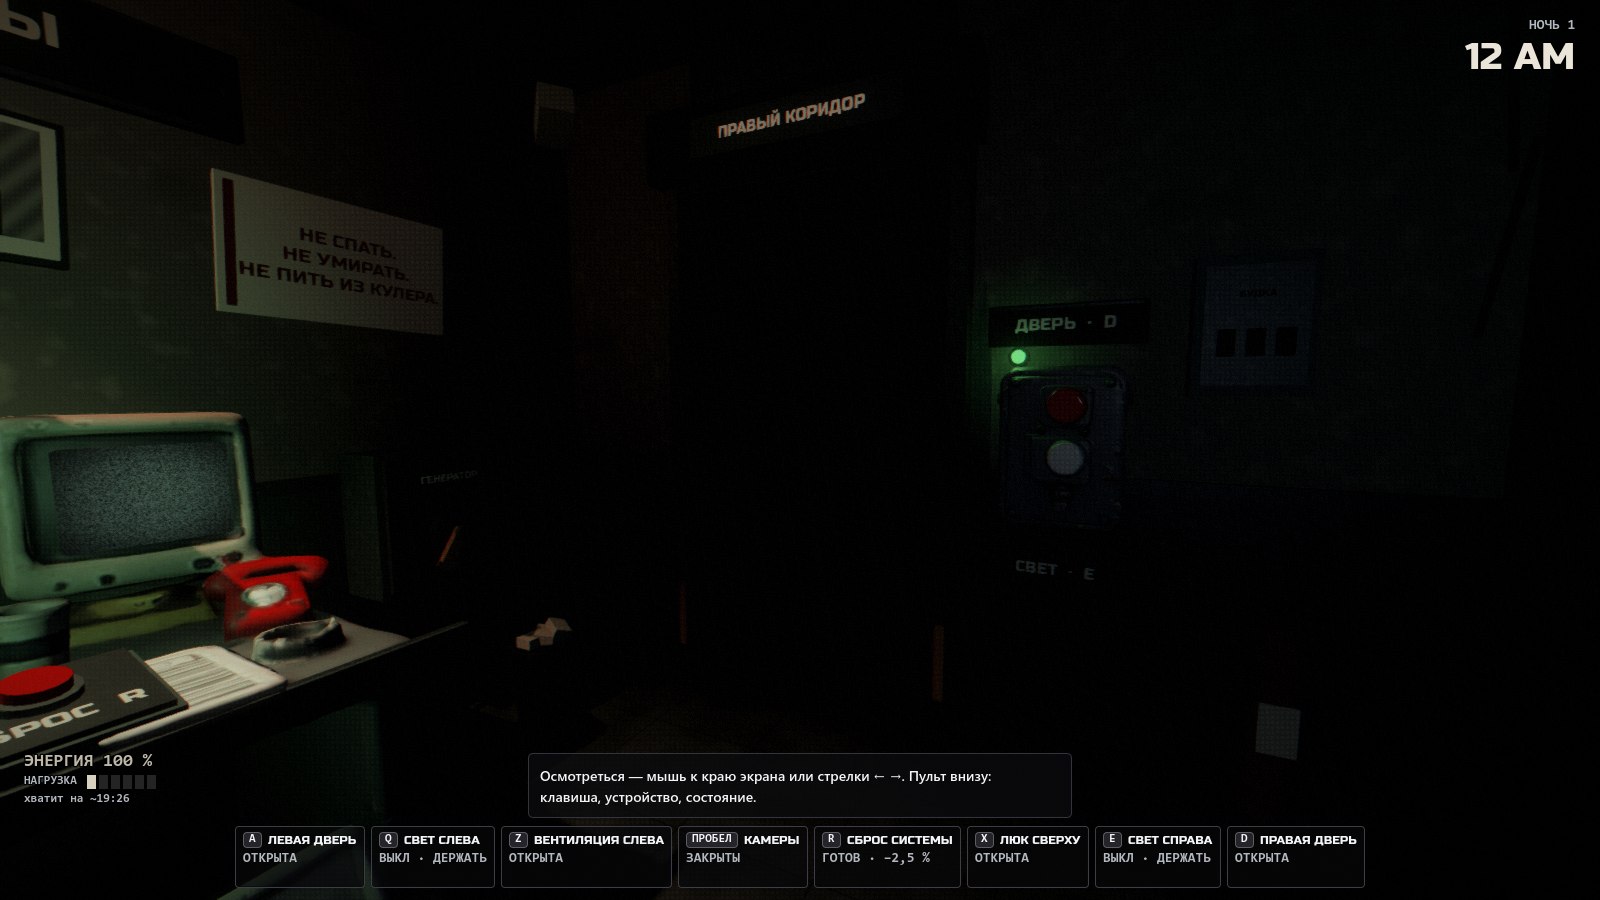 НОЧЬ 1
12 AM
Ы
ПРАВЫЙ КОРИДОР
НЕ СПАТЬ.
НЕ УМИРАТЬ.
НЕ ПИТЬ ИЗ КУЛЕРА.
ДВЕРЬ · D
ГЕНЕРАТОР
СВЕТ · E
БРОС R
ЭНЕРГИЯ 100 %
НАГРУЗКА
хватит на ~19:26
Осмотреться — мышь к краю экрана или стрелки ← →. Пульт внизу:
клавиша, устройство, состояние.
A ЛЕВАЯ ДВЕРЬ
ОТКРЫТА
Q СВЕТ СЛЕВА
ВЫКЛ · ДЕРЖАТЬ
Z ВЕНТИЛЯЦИЯ СЛЕВА
ОТКРЫТА
ПРОБЕЛ КАМЕРЫ
ЗАКРЫТЫ
R СБРОС СИСТЕМЫ
ГОТОВ · −2,5 %
X ЛЮК СВЕРХУ
ОТКРЫТА
E СВЕТ СПРАВА
ВЫКЛ · ДЕРЖАТЬ
D ПРАВАЯ ДВЕРЬ
ОТКРЫТА